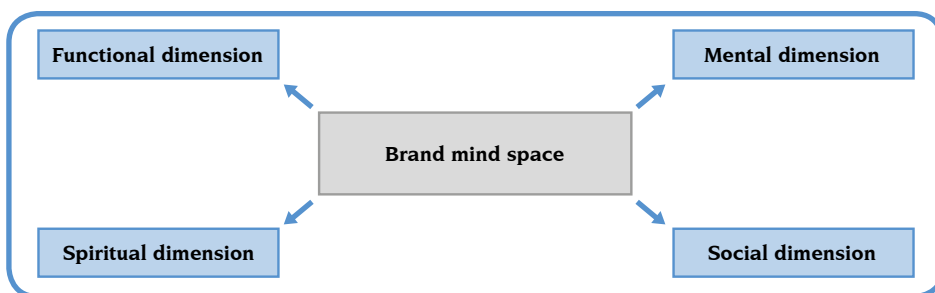 Functional dimension
Mental dimension
Brand mind space
Spiritual dimension
Social dimension